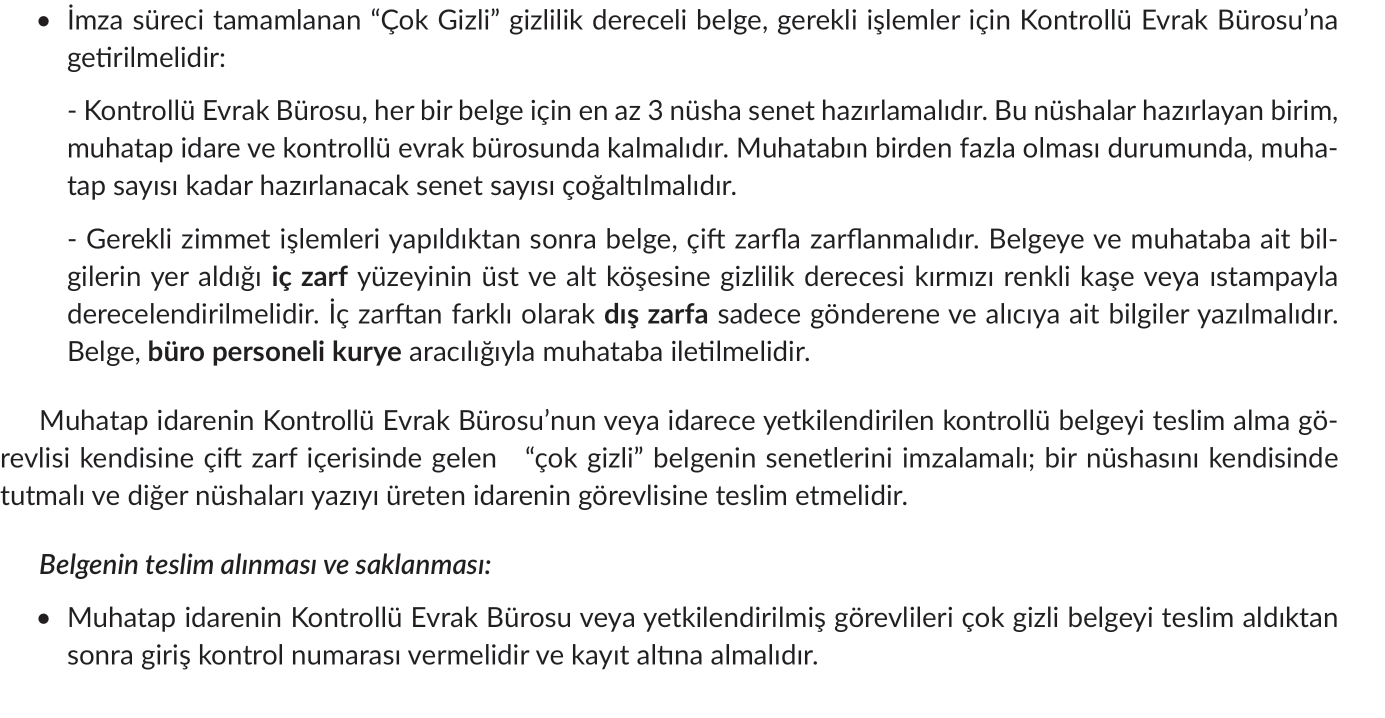 • İmza süreci tamamlanan “Çok Gizli” gizlilik dereceli belge, gerekli işlemler için Kontrollü Evrak Bürosu’na
getirilmelidir:
- Kontrollü Evrak Bürosu, her bir belge için en az 3 nüsha senet hazırlamalıdır. Bu nüshalar hazırlayan birim,
muhatap idare ve kontrollü evrak bürosunda kalmalıdır. Muhatabın birden fazla olması durumunda, muha-
tap sayısı kadar hazırlanacak senet sayısı çoğaltılmalıdır.
- Gerekli zimmet işlemleri yapıldıktan sonra belge, çift zarfla zarflanmalıdır. Belgeye ve muhataba ait bil-
gilerin yer aldığı iç zarf yüzeyinin üst ve alt köşesine gizlilik derecesi kırmızı renkli kaşe veya ıstampayla
derecelendirilmelidir. İç zarftan farklı olarak dış zarfa sadece gönderene ve alıcıya ait bilgiler yazılmalıdır.
Belge, büro personeli kurye aracılığıyla muhataba iletilmelidir.
Muhatap idarenin Kontrollü Evrak Bürosu’nun veya idarece yetkilendirilen kontrollü belgeyi teslim alma gö-
revlisi kendisine çift zarf içerisinde gelen “çok gizli” belgenin senetlerini imzalamalı; bir nüshasını kendisinde
tutmalı ve diğer nüshaları yazıyı üreten idarenin görevlisine teslim etmelidir.
Belgenin teslim alınması ve saklanması:
• Muhatap idarenin Kontrollü Evrak Bürosu veya yetkilendirilmiş görevlileri çok gizli belgeyi teslim aldıktan
sonra giriş kontrol numarası vermelidir ve kayıt altına almalıdır.